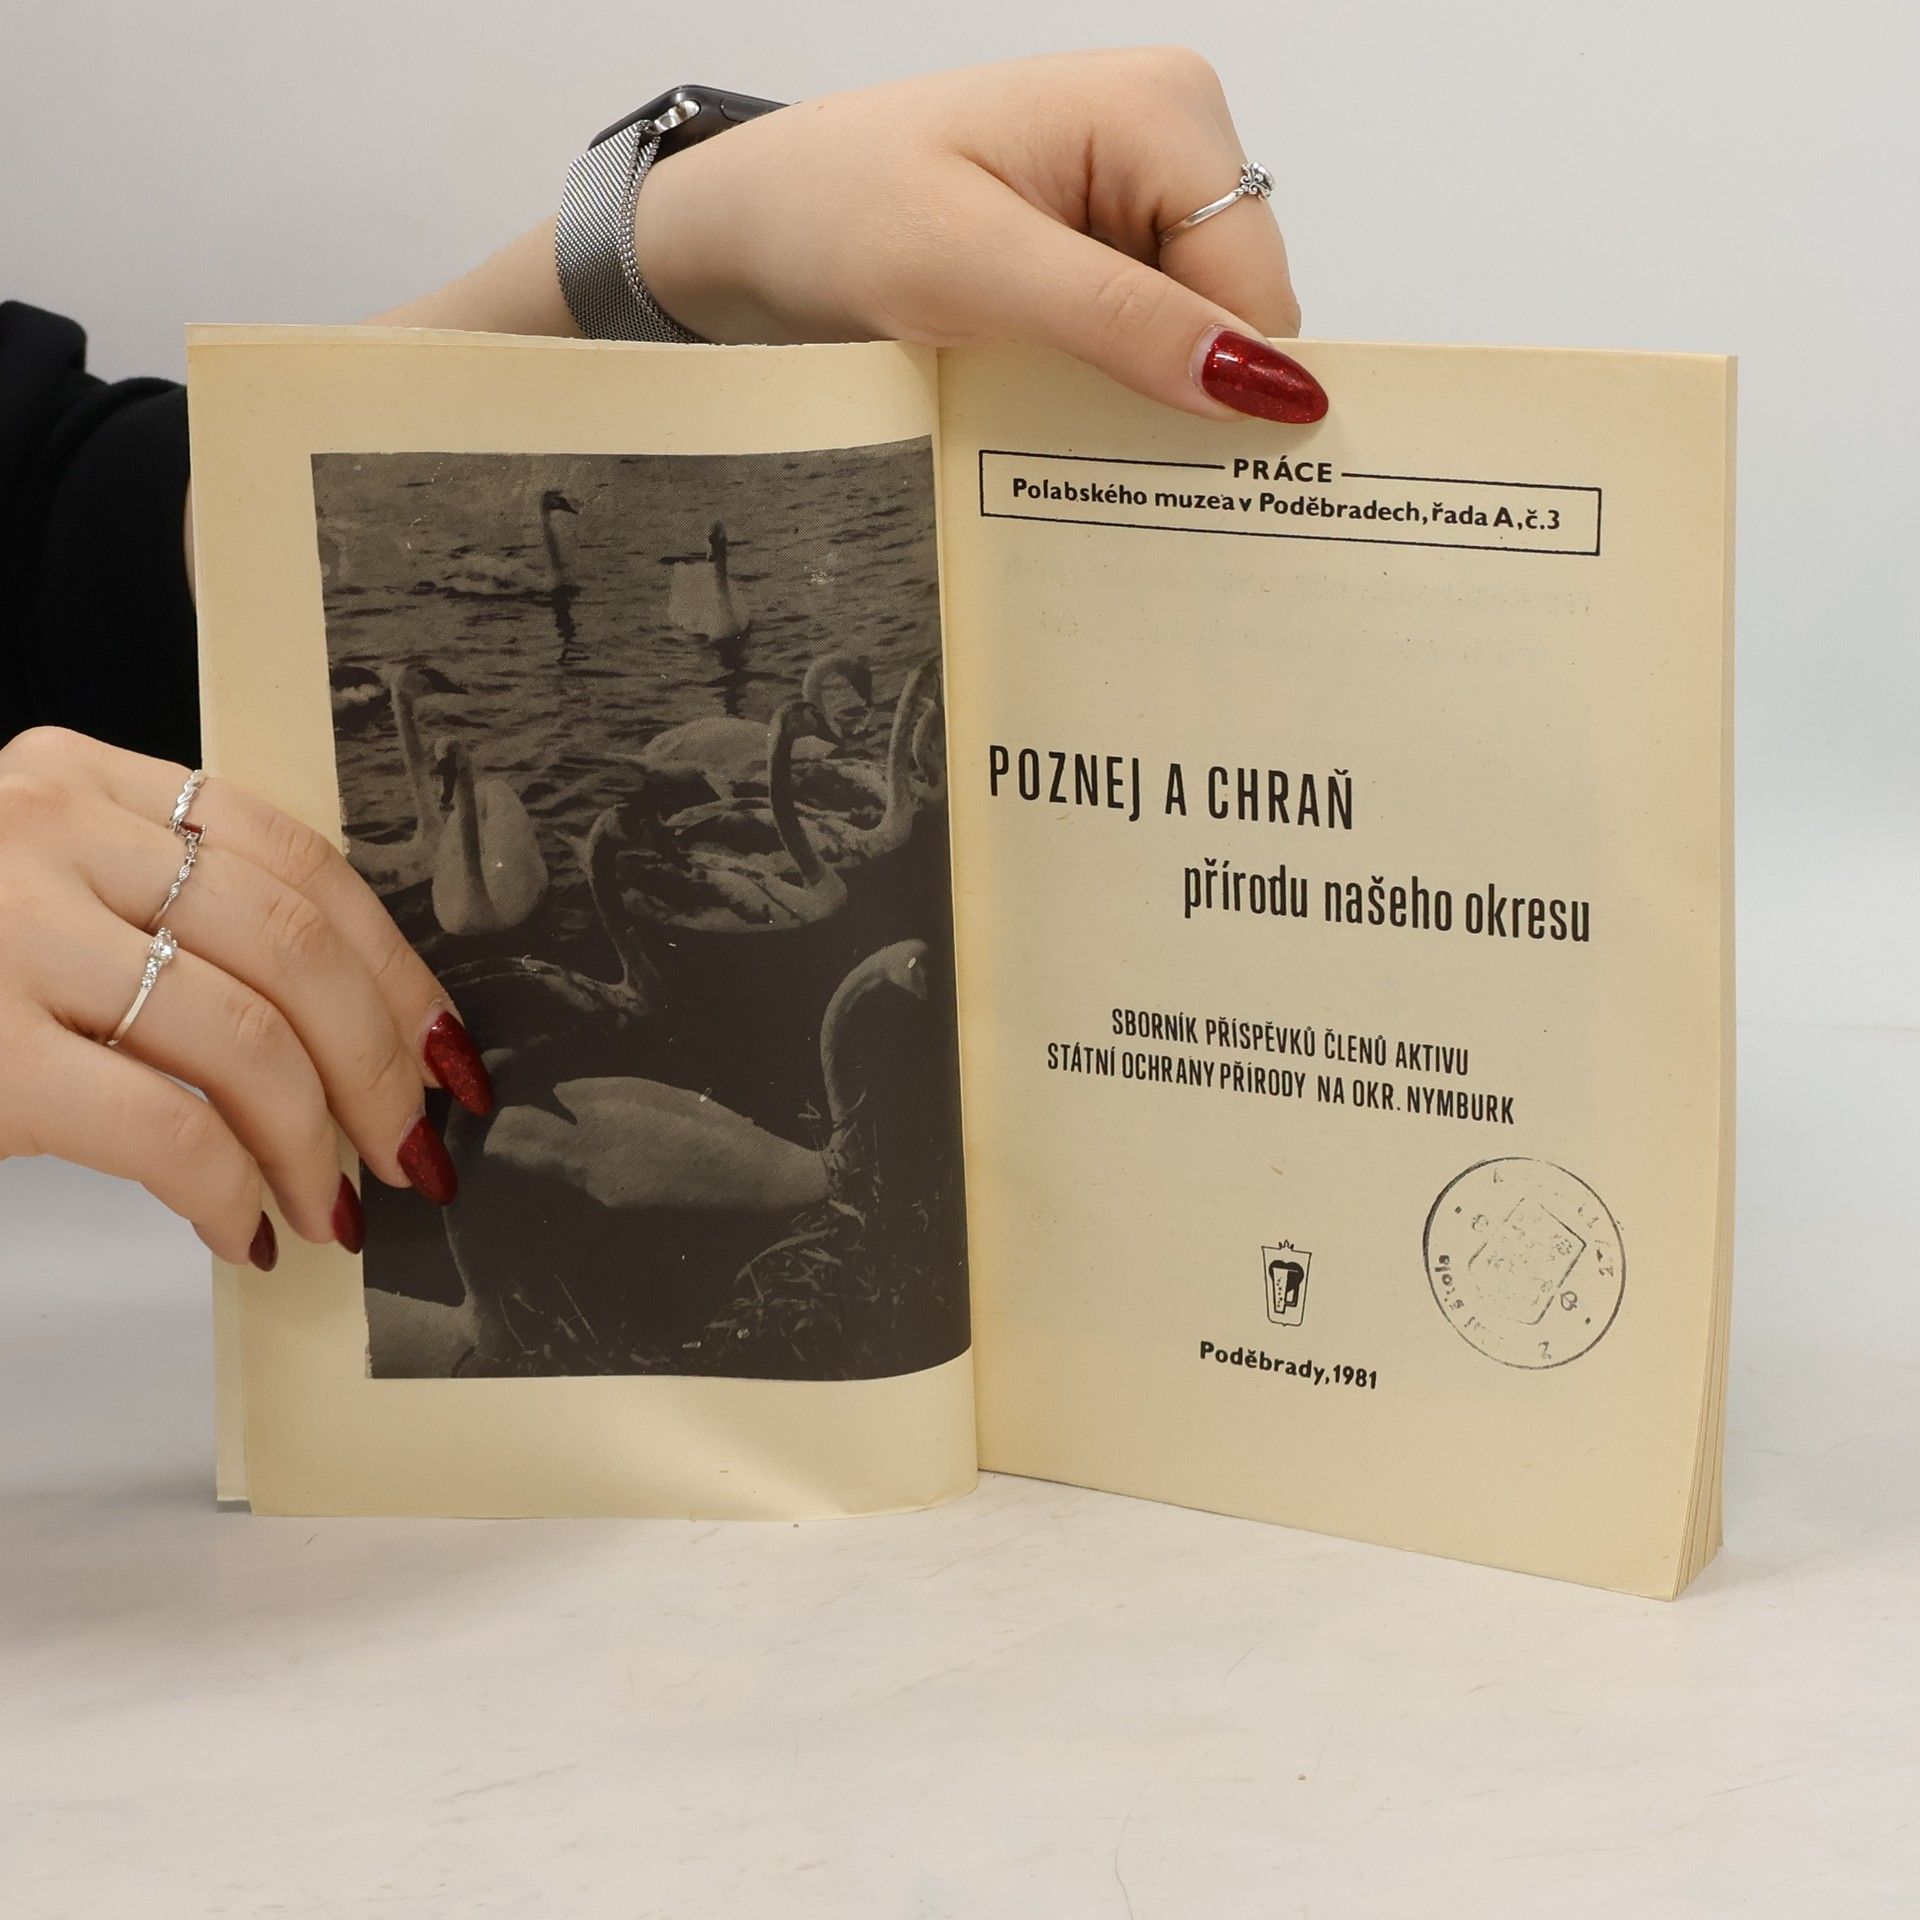 PRÁCE
Polabského muzea v Poděbradech, řada A, č.3
POZNEJ A CHRAŇ
přírodu našeho okresu
SBORNÍK PŘÍSPĚVKŮ ČLENŮ AKTIVU
STÁTNÍ OCHRANY PŘÍRODY NA OKR. NYMBURK
Poděbrady, 1981